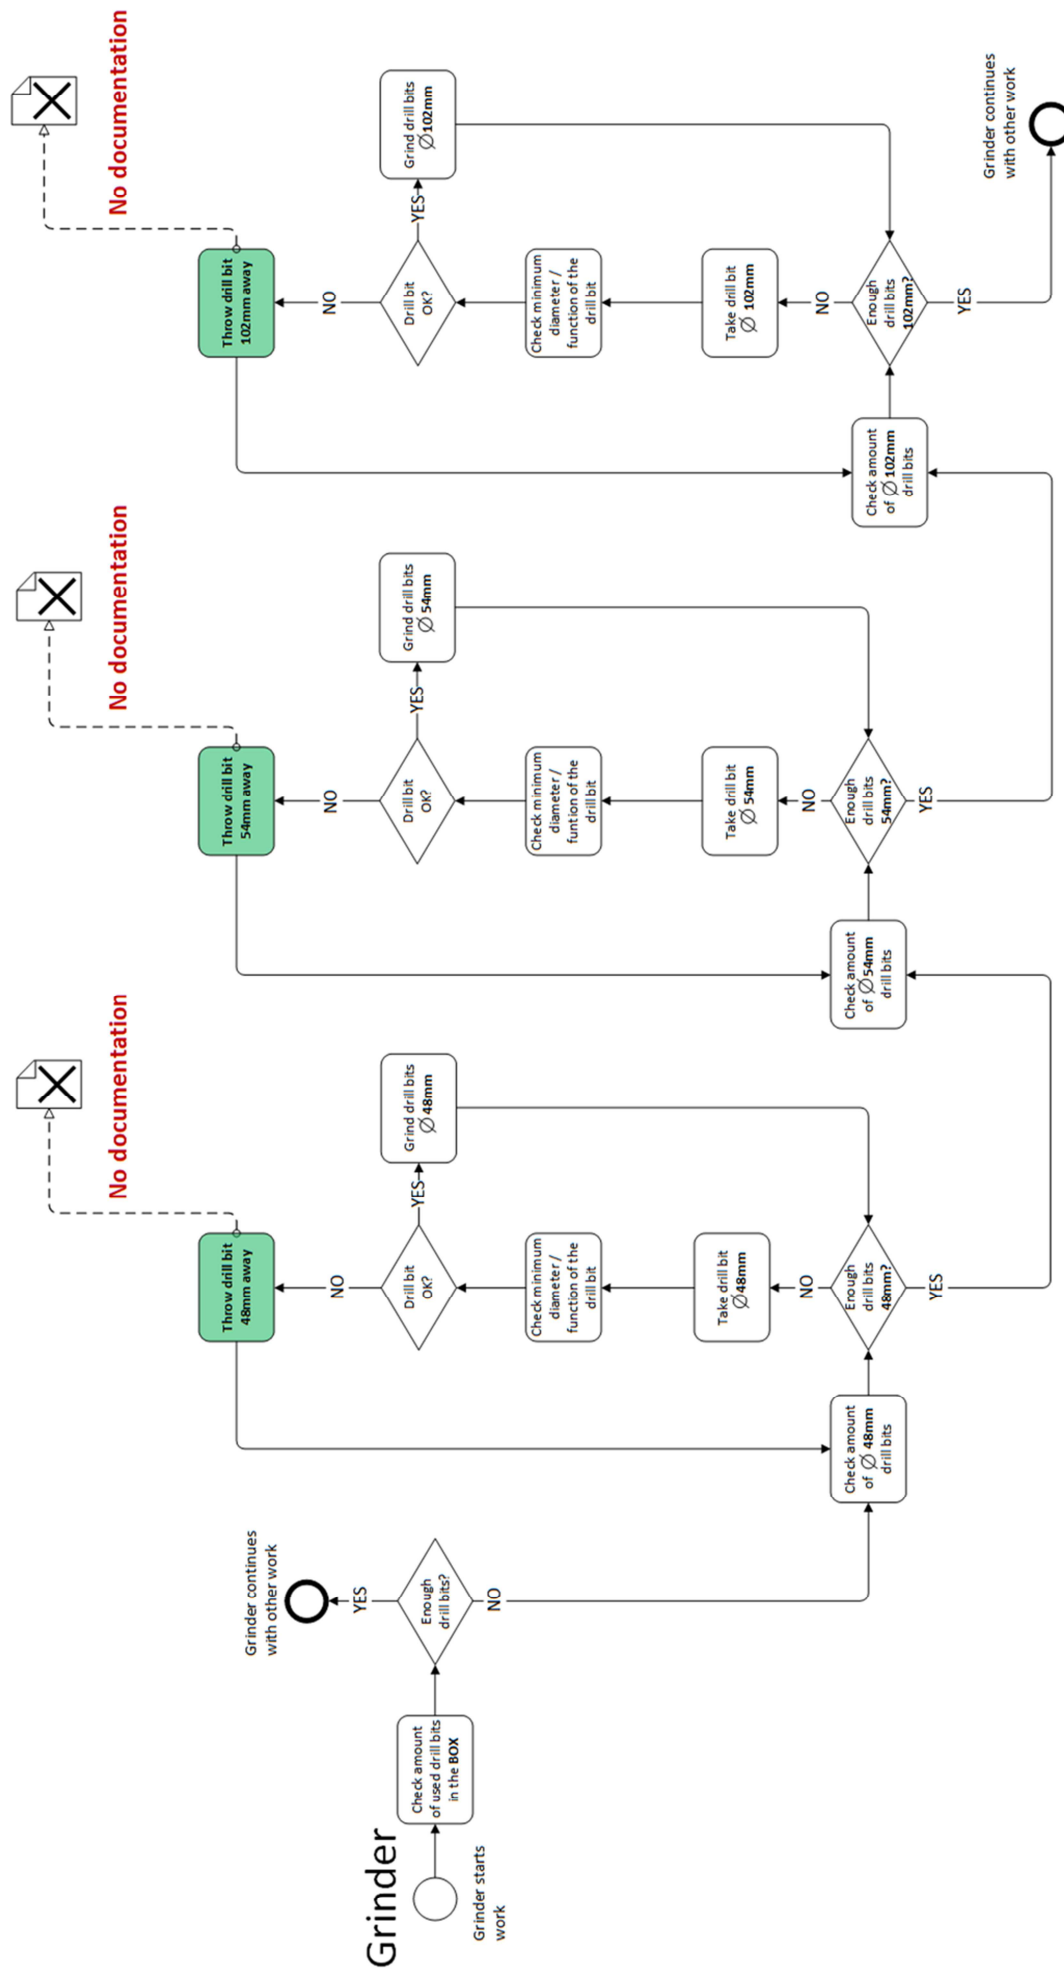 Grinder
Grinder starts
work
Check amount
of used drill bits
in the BOX
Enough
drill bits?
YES
Grinder continues
with other work
NO
Check amount
of ∅ 48mm
drill bits
Enough
drill bits
48mm?
YES
NO
Take drill bit
∅48mm
Check minimum
diameter /
function of the
drill bit
Drill bit
OK?
YES
Grind drill bits
∅ 48mm
NO
Throw drill bit
48mm away
No documentation
Check amount
of ∅54mm
drill bits
Enough
drill bits
54mm?
YES
NO
Take drill bit
∅ 54mm
Check minimum
diameter /
funtion of the
drill bit
Drill bit
OK?
YES
Grind drill bits
∅ 54mm
NO
Throw drill bit
54mm away
No documentation
Check amount
of ∅ 102mm
drill bits
Enough
drill bits
102mm?
YES
NO
Take drill bit
∅ 102mm
Check minimum
diameter /
function of the
drill bit
Drill bit
OK?
YES
Grind drill bits
∅102mm
NO
Throw drill bit
102mm away
No documentation
Grinder continues
with other work